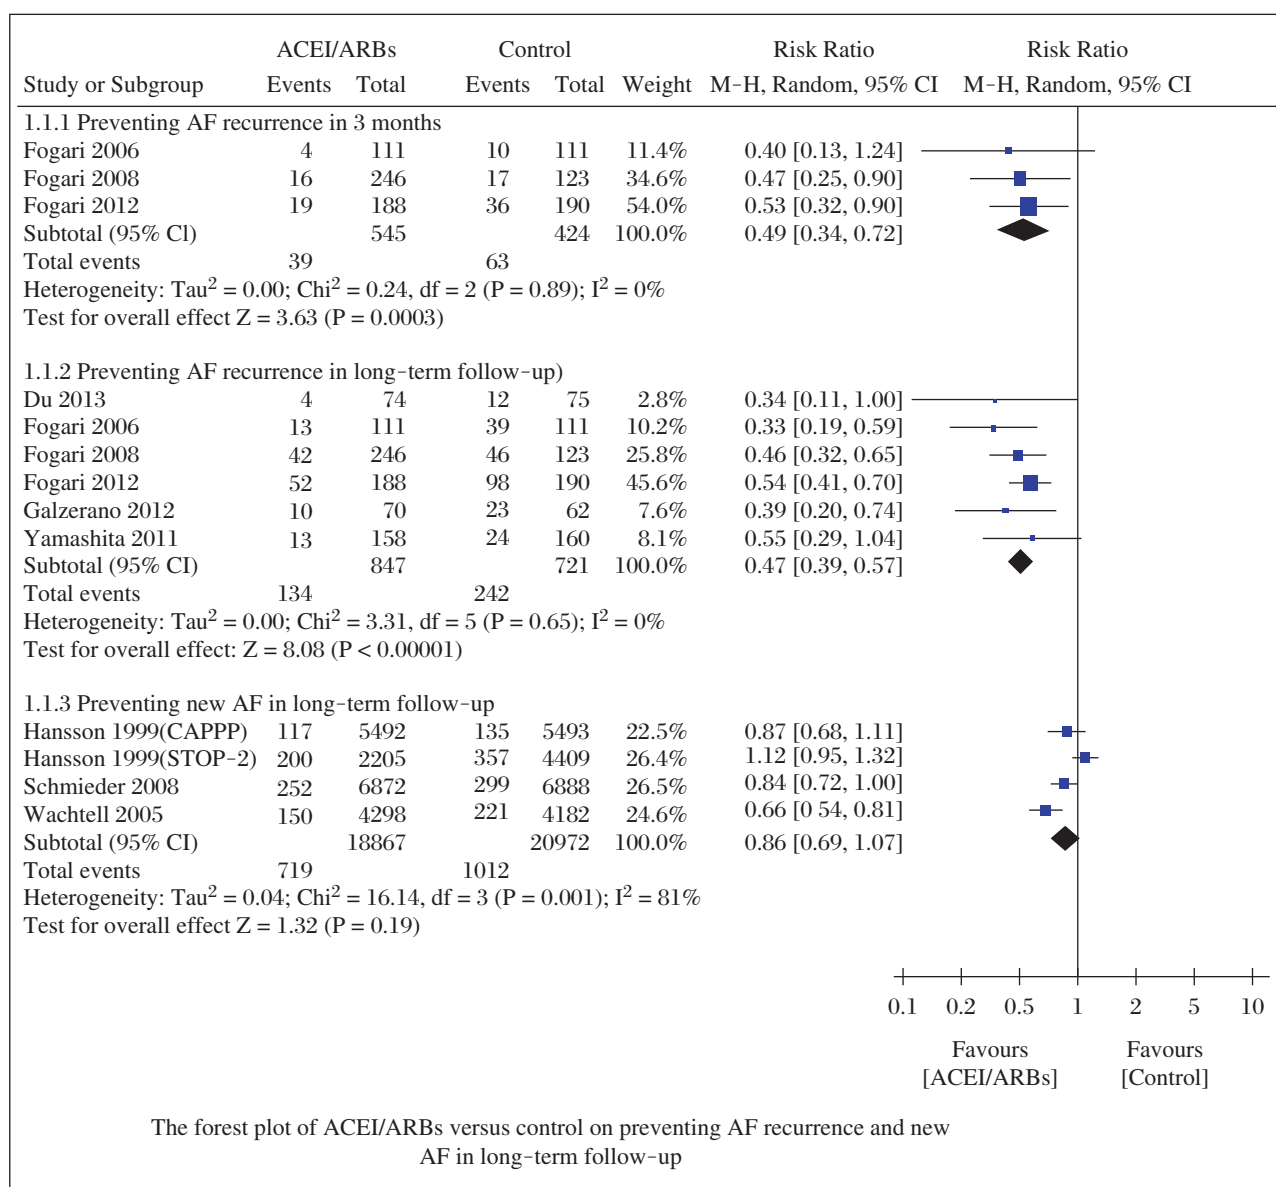 ACEI/ARBs Control Risk Ratio Risk Ratio
Study or Subgroup Events Total Events Total Weight M-H, Random, 95% CI M-H, Random, 95% CI
1.1.1 Preventing AF recurrence in 3 months
Fogari 2006 4 111 10 111 11.4% 0.40 [0.13, 1.24]
Fogari 2008 16 246 17 123 34.6% 0.47 [0.25, 0.90]
Fogari 2012 19 188 36 190 54.0% 0.53 [0.32, 0.90]
Subtotal (95% Cl) 545 424 100.0% 0.49 [0.34, 0.72]
Total events 39 63
Heterogeneity: Tau² = 0.00; Chi² = 0.24, df = 2 (P = 0.89); I² = 0%
Test for overall effect Z = 3.63 (P = 0.0003)
1.1.2 Preventing AF recurrence in long-term follow-up)
Du 2013 4 74 12 75 2.8% 0.34 [0.11, 1.00]
Fogari 2006 13 111 39 111 10.2% 0.33 [0.19, 0.59]
Fogari 2008 42 246 46 123 25.8% 0.46 [0.32, 0.65]
Fogari 2012 52 188 98 190 45.6% 0.54 [0.41, 0.70]
Galzerano 2012 10 70 23 62 7.6% 0.39 [0.20, 0.74]
Yamashita 2011 13 158 24 160 8.1% 0.55 [0.29, 1.04]
Subtotal (95% CI) 847 721 100.0% 0.47 [0.39, 0.57]
Total events 134 242
Heterogeneity: Tau² = 0.00; Chi² = 3.31, df = 5 (P = 0.65); I² = 0%
Test for overall effect: Z = 8.08 (P < 0.00001)
1.1.3 Preventing new AF in long-term follow-up
Hansson 1999(CAPPP) 117 5492 135 5493 22.5% 0.87 [0.68, 1.11]
Hansson 1999(STOP-2) 200 2205 357 4409 26.4% 1.12 [0.95, 1.32]
Schmieder 2008 252 6872 299 6888 26.5% 0.84 [0.72, 1.00]
Wachtell 2005 150 4298 221 4182 24.6% 0.66 [0 54, 0.81]
Subtotal (95% CI) 18867 20972 100.0% 0.86 [0.69, 1.07]
Total events 719 1012
Heterogeneity: Tau² = 0.04; Chi² = 16.14, df = 3 (P = 0.001); I² = 81%
Test for overall effect Z = 1.32 (P = 0.19)
0.1 0.2 0.5 1 2 5 10
Favours Favours
[ACEI/ARBs] [Control]
The forest plot of ACEI/ARBs versus control on preventing AF recurrence and new
AF in long-term follow-up